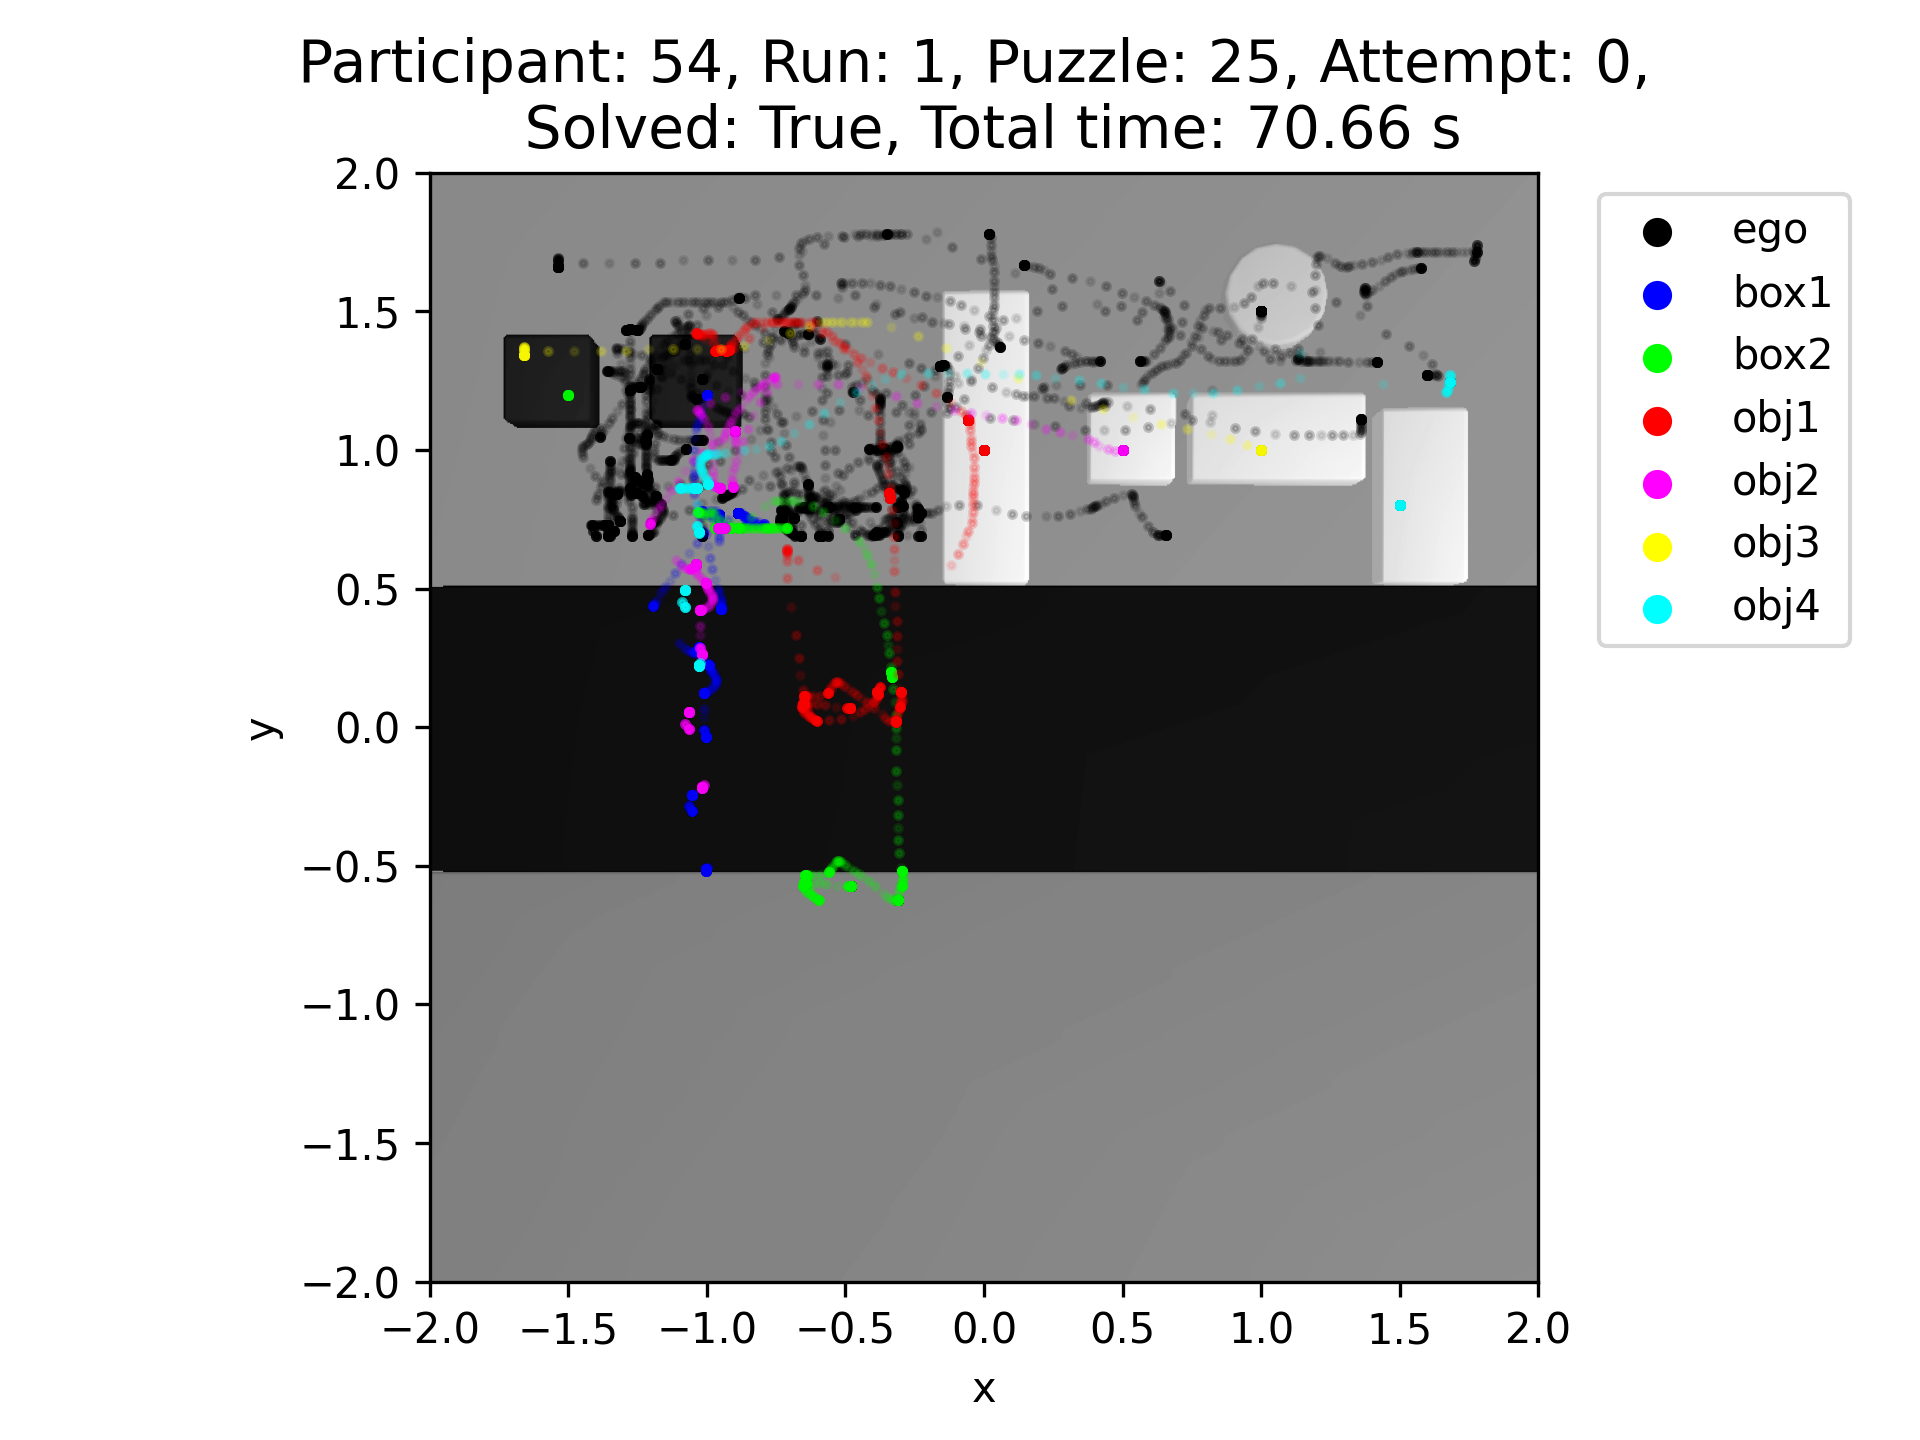 Participant: 54, Run: 1, Puzzle: 25, Attempt: 0,
Solved: True, Total time: 70.66 s
2.0
1.5
1.0
0.5
0.0
−0.5
−1.0
−1.5
−2.0
y
−2.0 −1.5 −1.0 −0.5 0.0 0.5 1.0 1.5 2.0
x
ego
box1
box2
obj1
obj2
obj3
obj4